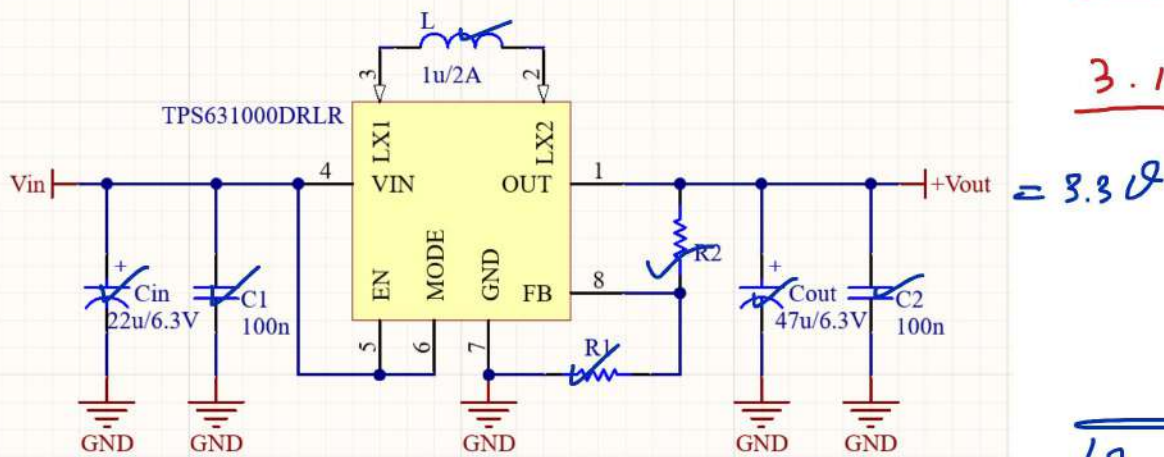 L
1u/2A
3
2
TPS631000DRLR
LX1
LX2
3.1
Vin
4
VIN
OUT
1
+Vout
= 3.3 V
R2
EN
MODE
GND
FB
8
+
Cin
22u/6.3V
C1
100n
+
Cout
47u/6.3V
C2
100n
5
6
7
R1
GND
GND
GND
GND
GND